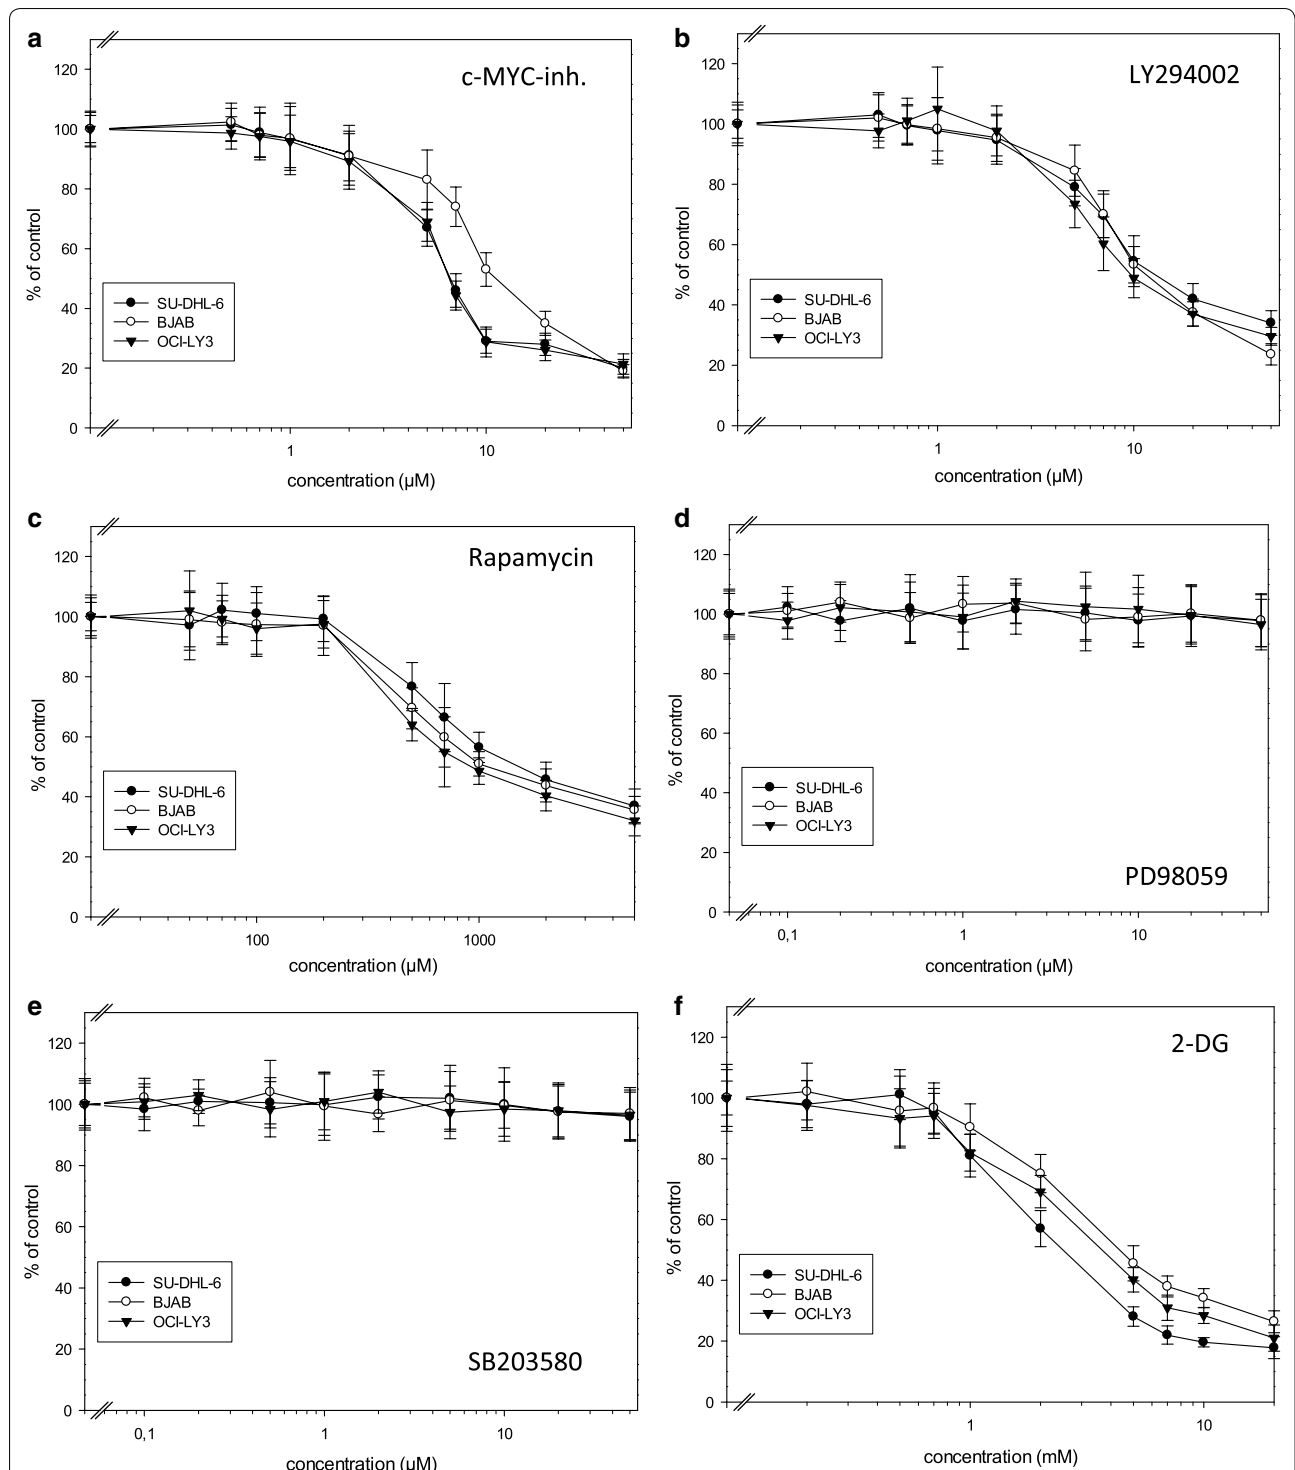 a
c-MYC-inh.
120
100
80
60
40
20
0
% of control
SU-DHL-6
BJAB
OCI-LY3
1
10
concentration (µM)
b
LY294002
120
100
80
60
40
20
0
% of control
SU-DHL-6
BJAB
OCI-LY3
1
10
concentration (µM)
c
Rapamycin
120
100
80
60
40
20
0
% of control
SU-DHL-6
BJAB
OCI-LY3
100
1000
concentration (µM)
d
120
100
80
60
40
20
0
% of control
SU-DHL-6
BJAB
OCI-LY3
PD98059
0,1
1
10
concentration (µM)
e
120
100
80
60
40
20
0
% of control
SU-DHL-6
BJAB
OCI-LY3
SB203580
0,1
1
10
concentration (µM)
f
2-DG
120
100
80
60
40
20
0
% of control
SU-DHL-6
BJAB
OCI-LY3
1
10
concentration (mM)